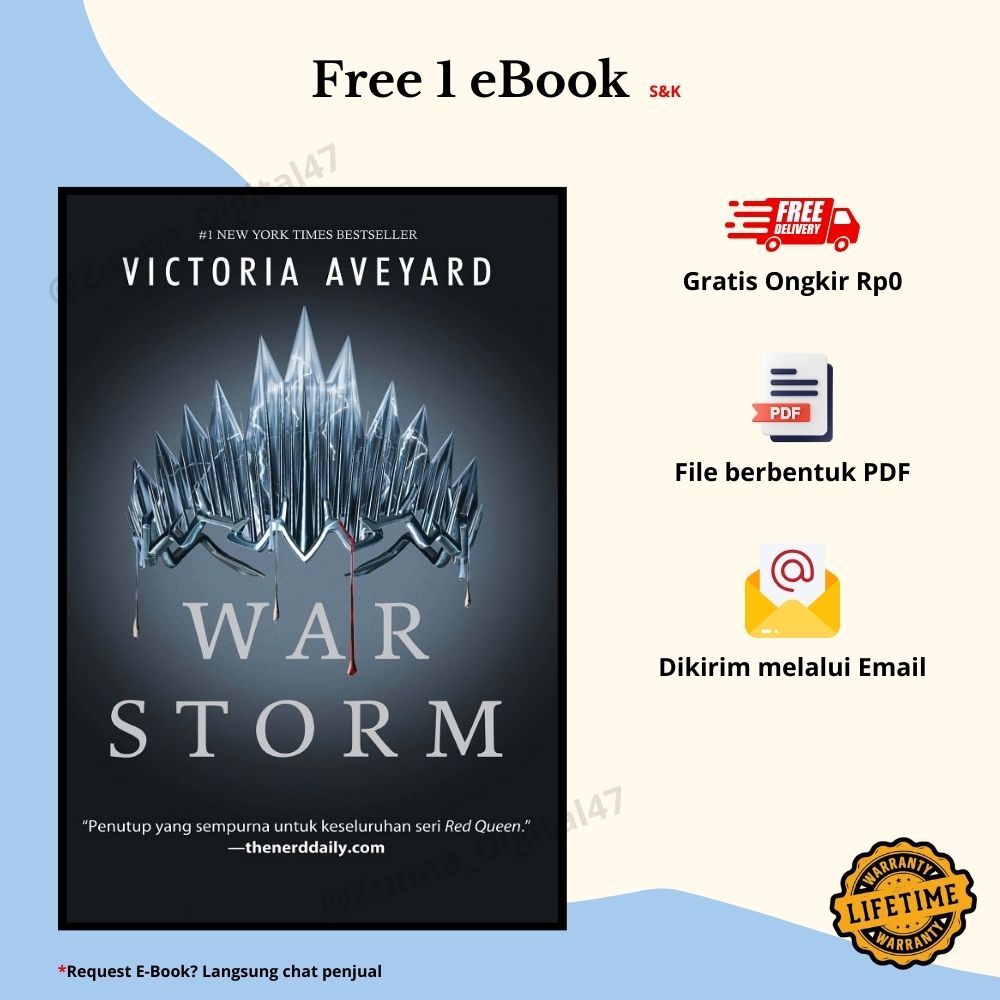 Free 1 eBook S&K
@Zunna_Digital47
#1 NEW YORK TIMES BESTSELLER
VICTORIA AVEYARD
WAR
STORM
“Penutup yang sempurna untuk keseluruhan seri Red Queen.”
—thenerddaily.com
@Zunna_Digital47
FREE
DELIVERY
Gratis Ongkir Rp0
PDF
File berbentuk PDF
@
Dikirim melalui Email
WARRANTY
LIFETIME
WARRANTY
*Request E-Book? Langsung chat penjual